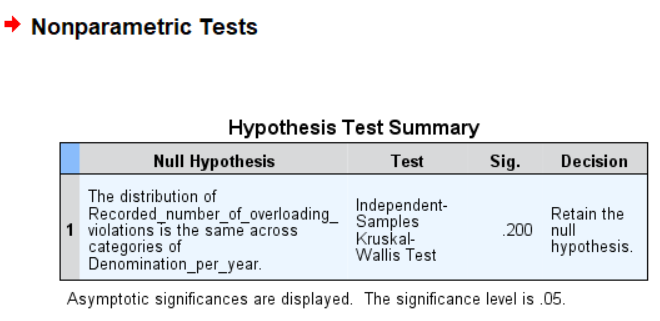 Nonparametric Tests
Hypothesis Test Summary
Null Hypothesis Test Sig. Decision
1
The distribution of
Recorded_number_of_overloading_
violations is the same across
categories of
Denomination_per_year.
Independent-
Samples
Kruskal-
Wallis Test
.200
Retain the
null
hypothesis.
Asymptotic significances are displayed. The significance level is .05.